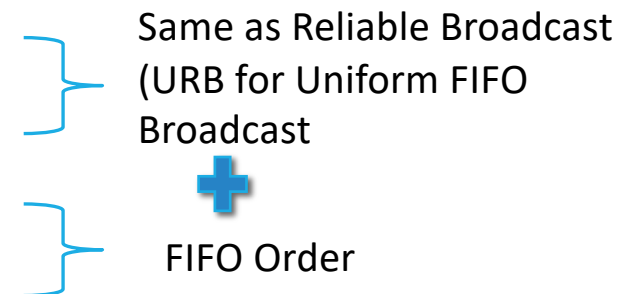 Same as Reliable Broadcast
(URB for Uniform FIFO
Broadcast
FIFO Order